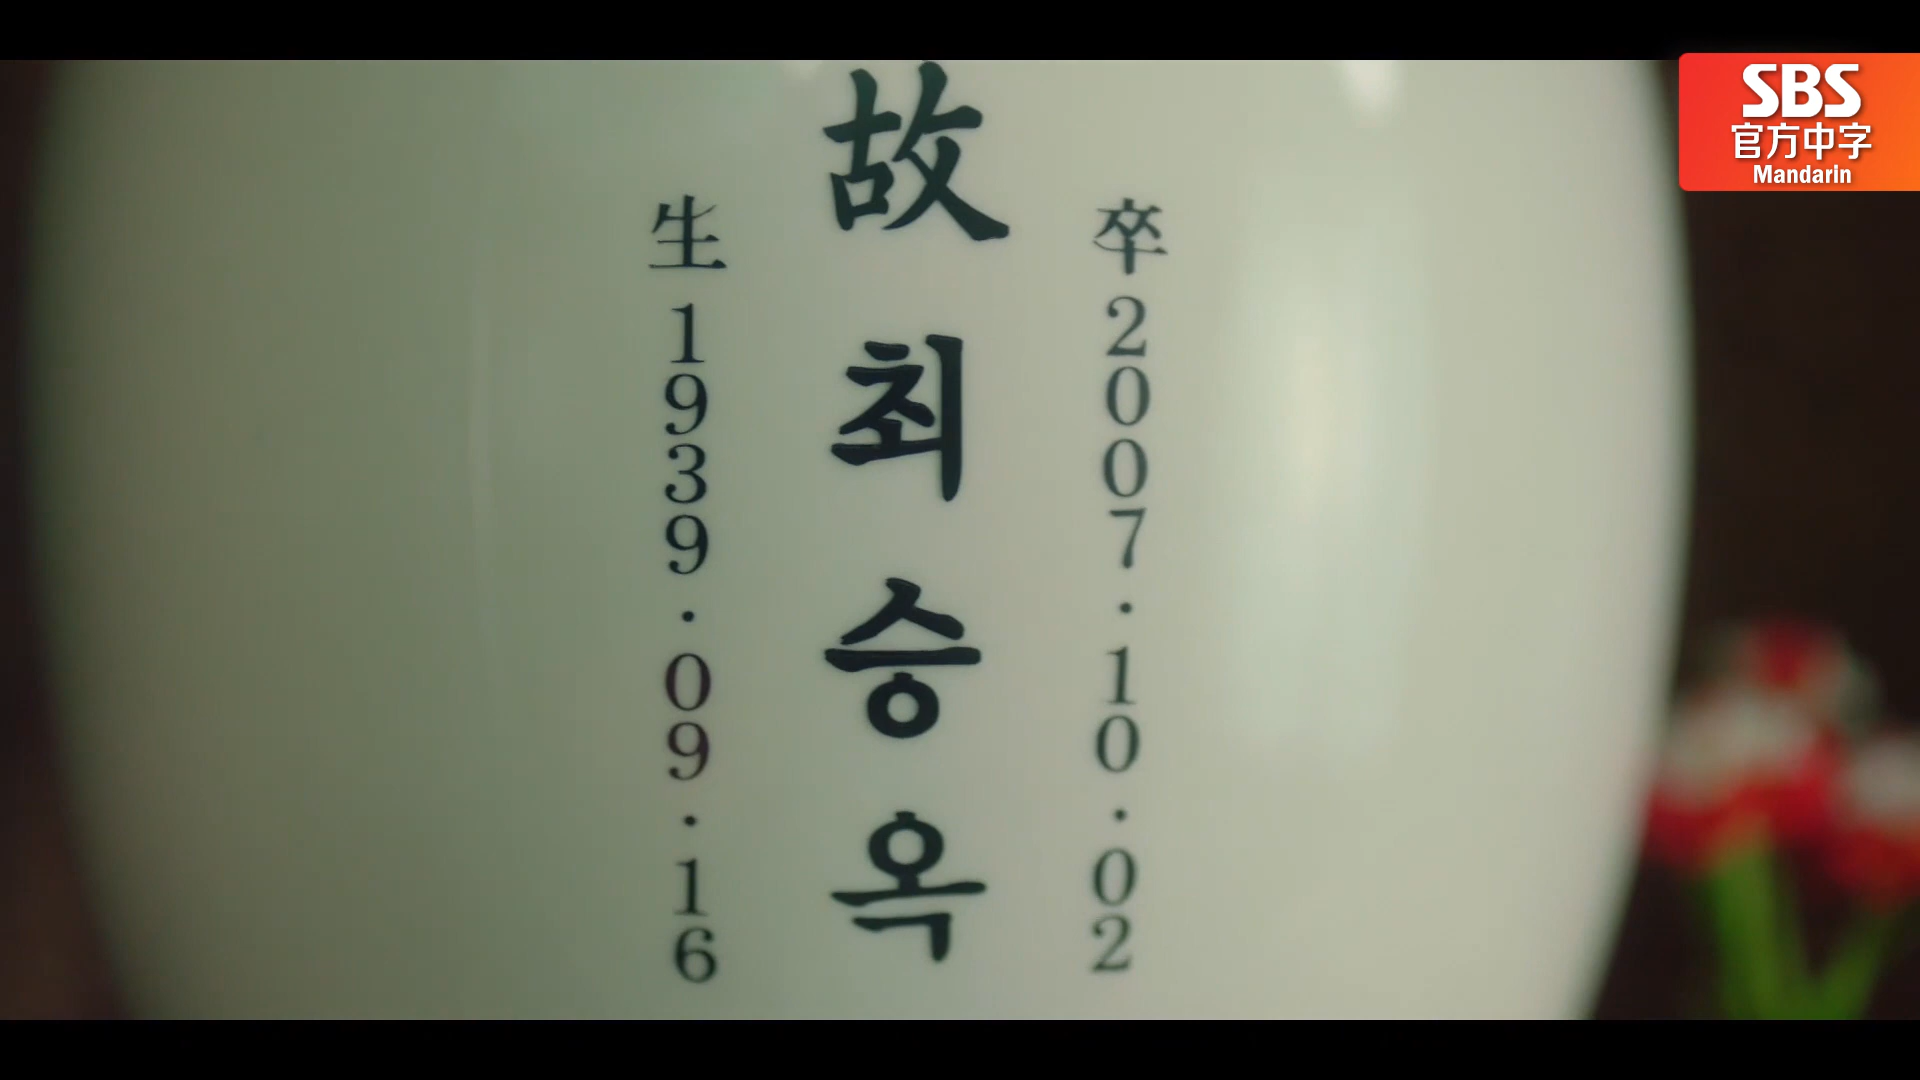 故 최승옥
生 1939.09.16
卒 2007.10.02
SBS
官方中字
Mandarin